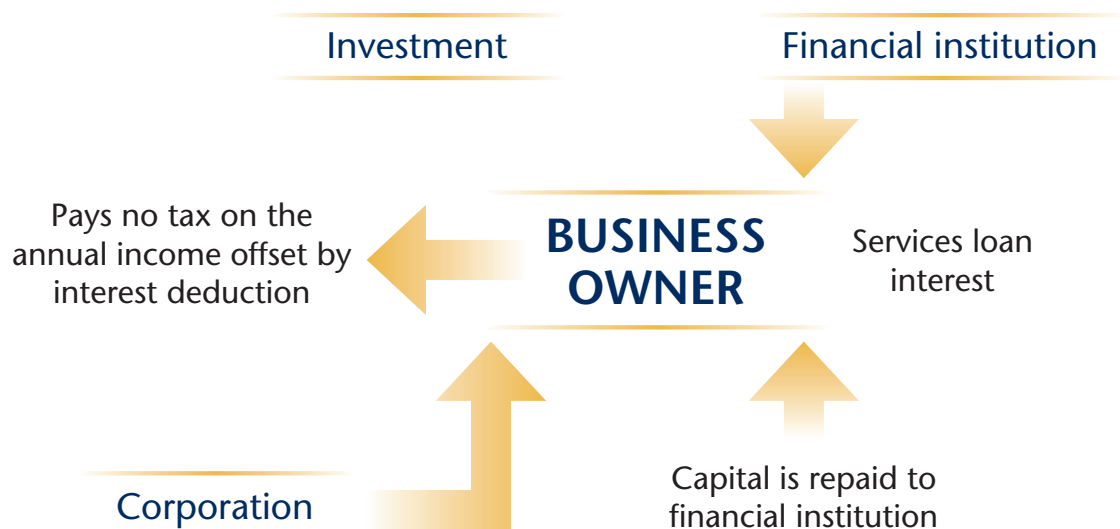 Investment
Financial institution
Pays no tax on the
annual income offset by
interest deduction
BUSINESS
OWNER
Services loan
interest
Corporation
Capital is repaid to
financial institution